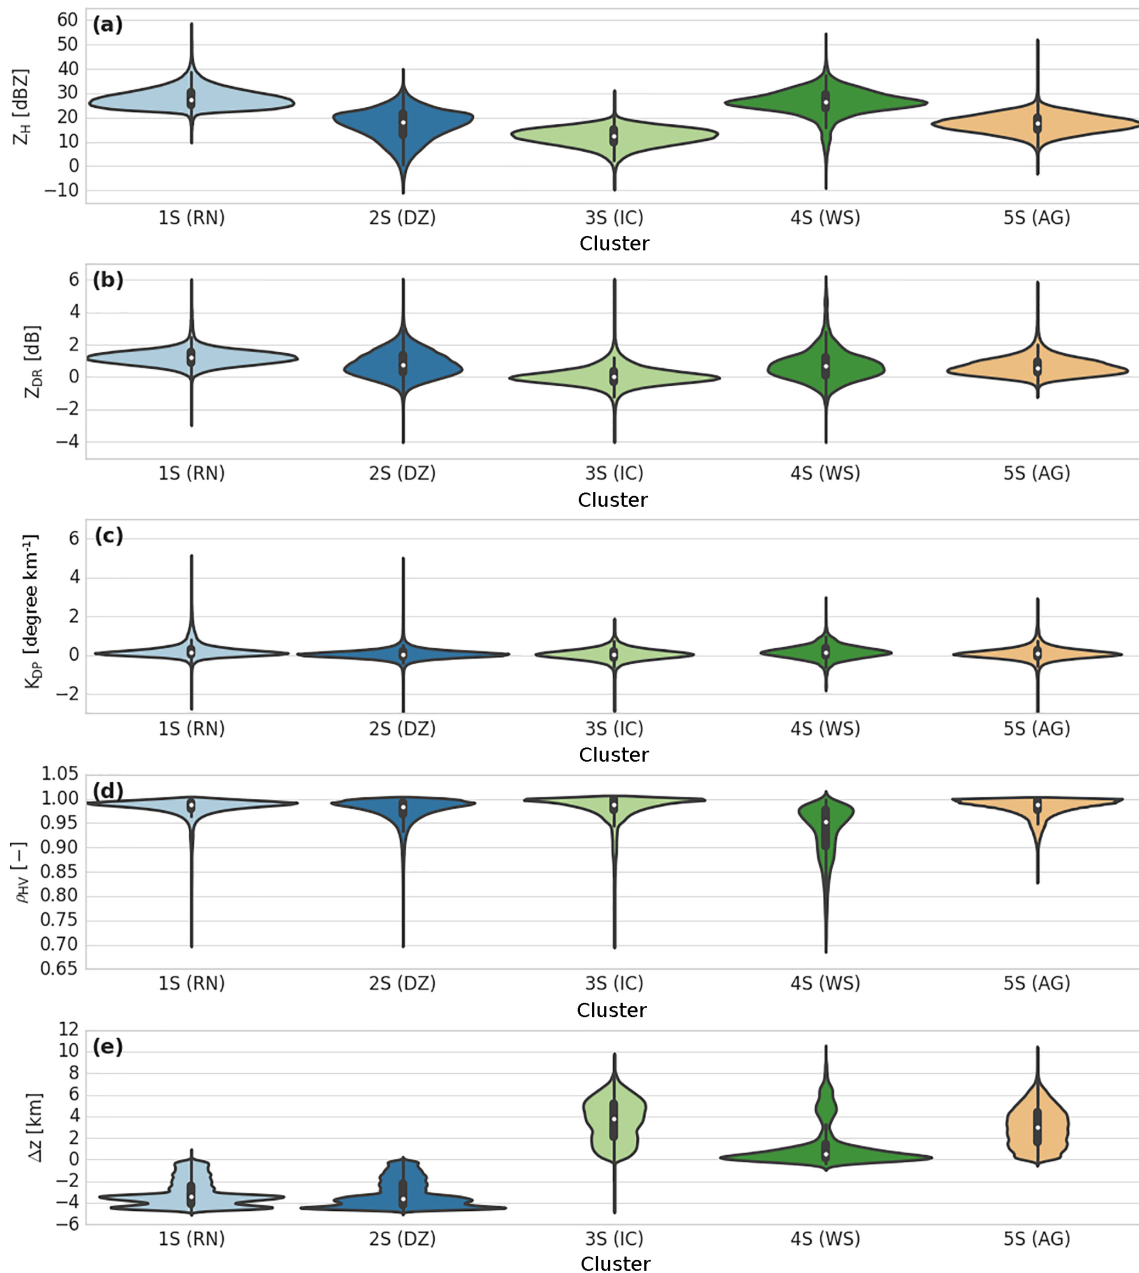 (a)
Z_H [dBZ]
60
50
40
30
20
10
0
−10
1S (RN) 2S (DZ) 3S (IC) 4S (WS) 5S (AG)
Cluster
(b)
Z_DR [dB]
6
4
2
0
−2
−4
1S (RN) 2S (DZ) 3S (IC) 4S (WS) 5S (AG)
Cluster
(c)
K_DP [degree km⁻¹]
6
4
2
0
−2
1S (RN) 2S (DZ) 3S (IC) 4S (WS) 5S (AG)
Cluster
(d)
ρ_HV [−]
1.05
1.00
0.95
0.90
0.85
0.80
0.75
0.70
0.65
1S (RN) 2S (DZ) 3S (IC) 4S (WS) 5S (AG)
Cluster
(e)
Δz [km]
12
10
8
6
4
2
0
−2
−4
−6
1S (RN) 2S (DZ) 3S (IC) 4S (WS) 5S (AG)
Cluster